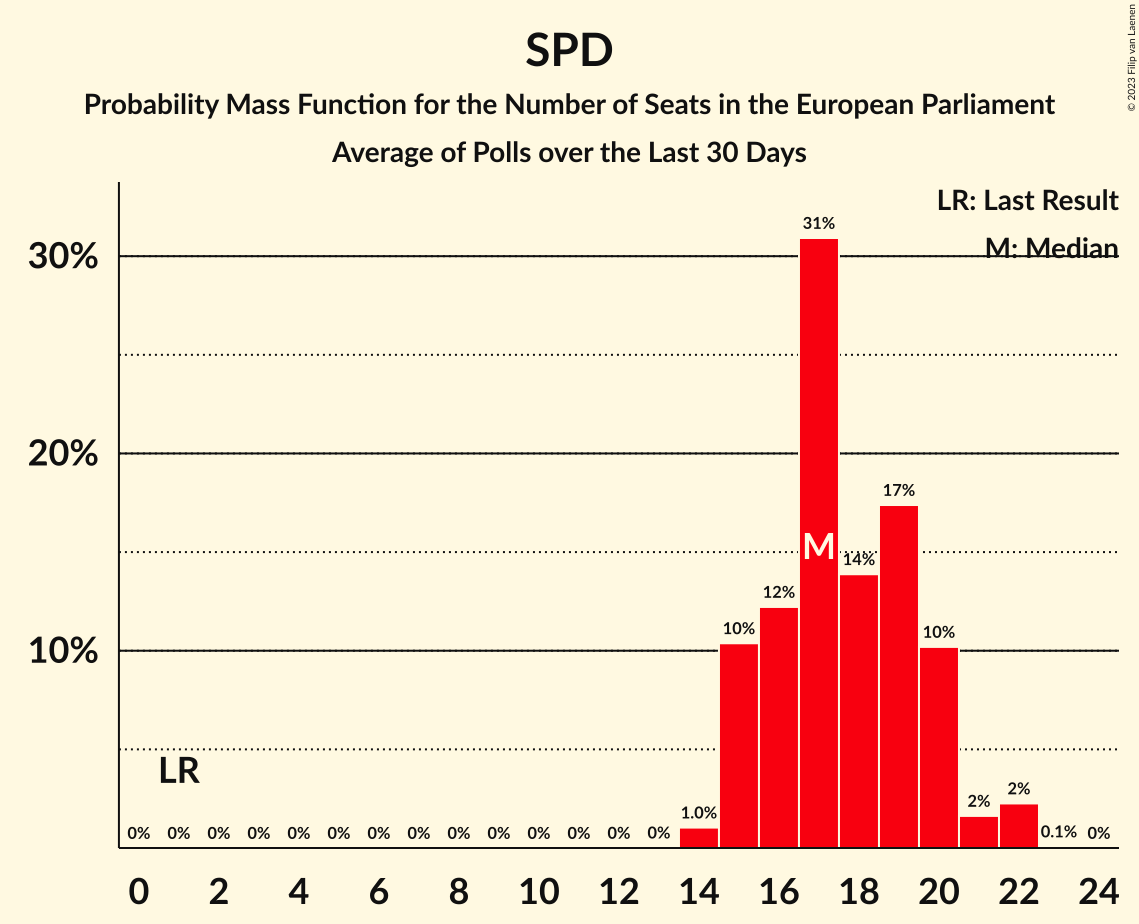 SPD
Probability Mass Function for the Number of Seats in the European Parliament
Average of Polls over the Last 30 Days
© 2023 Filip van Laenen
LR: Last Result
M: Median
30%
20%
10%
31%
17%
14%
12%
10%
10%
M
LR
0% 0% 0% 0% 0% 0% 0% 0% 0% 0% 0% 0% 0% 0% 1.0% 2% 2% 0.1% 0%
0 2 4 6 8 10 12 14 16 18 20 22 24